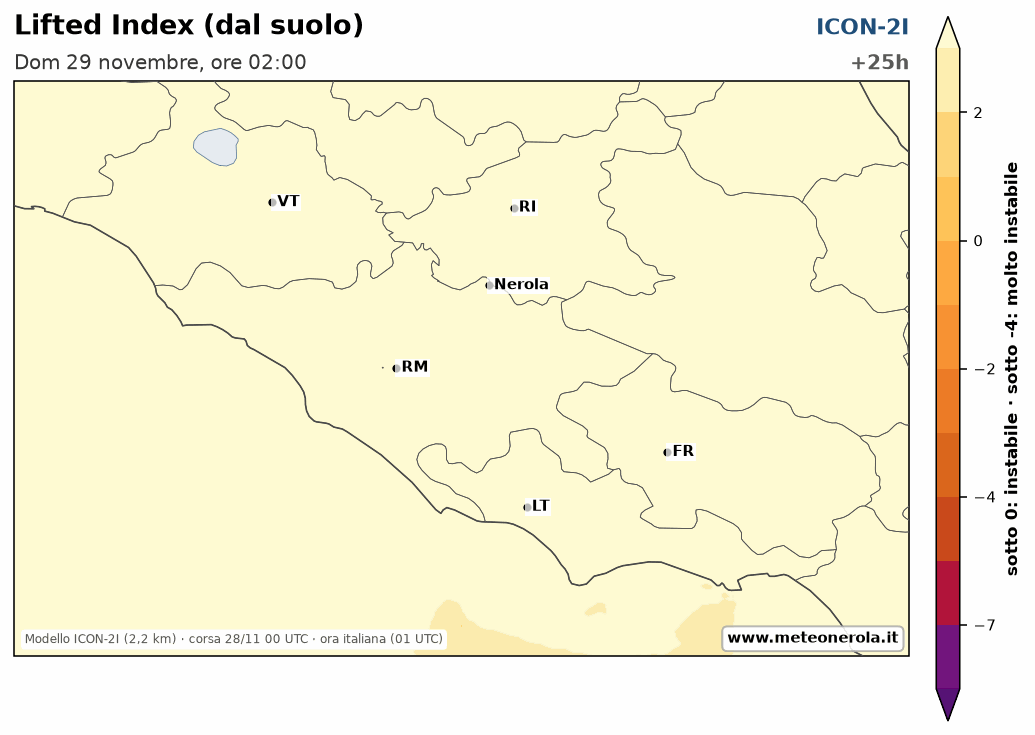 Lifted Index (dal suolo)
ICON-2I
Dom 29 novembre, ore 02:00
+25h
VT
RI
Nerola
RM
FR
LT
Modello ICON-2I (2,2 km) · corsa 28/11 00 UTC · ora italiana (01 UTC)
www.meteonerola.it
2
0
−2
−4
−7
sotto 0: instabile · sotto -4: molto instabile